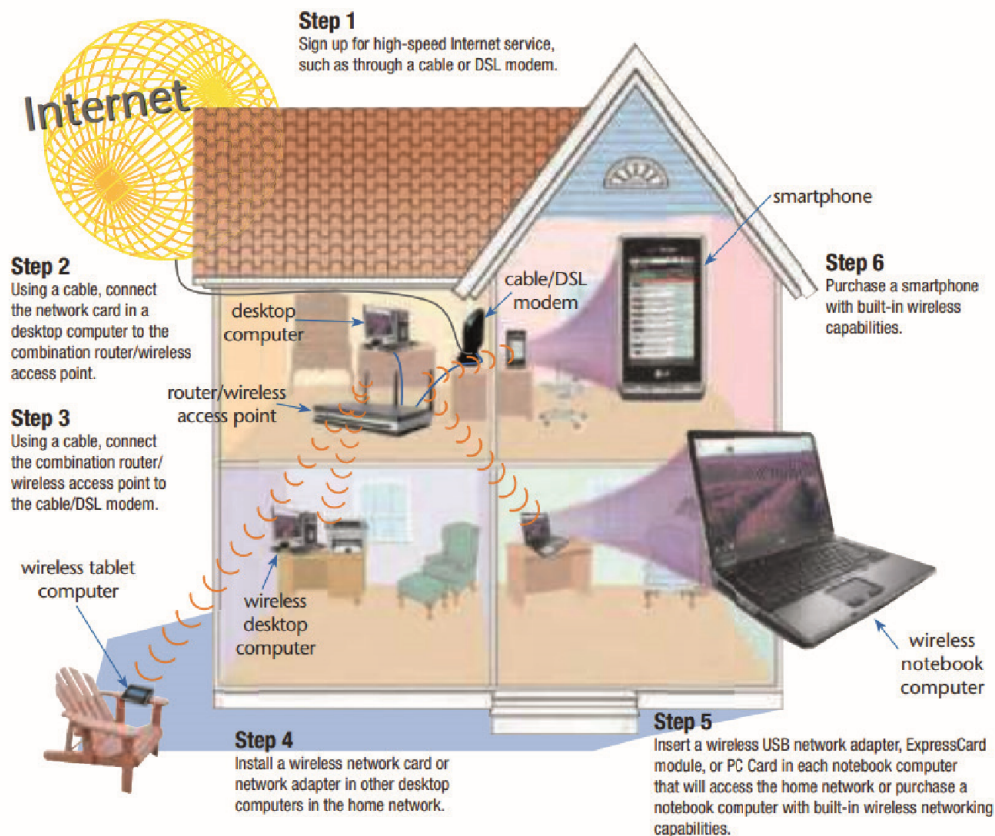 Step 1
Sign up for high-speed Internet service,
such as through a cable or DSL modem.
Internet
smartphone
Step 2
Using a cable, connect
the network card in a
desktop computer to the
combination router/wireless
access point.
desktop
computer
cable/DSL
modem
Step 6
Purchase a smartphone
with built-in wireless
capabilities.
router/wireless
access point
Step 3
Using a cable, connect
the combination router/
wireless access point to
the cable/DSL modem.
wireless tablet
computer
wireless
desktop
computer
wireless
notebook
computer
Step 4
Install a wireless network card or
network adapter in other desktop
computers in the home network.
Step 5
Insert a wireless USB network adapter, ExpressCard
module, or PC Card in each notebook computer
that will access the home network or purchase a
notebook computer with built-in wireless networking
capabilities.